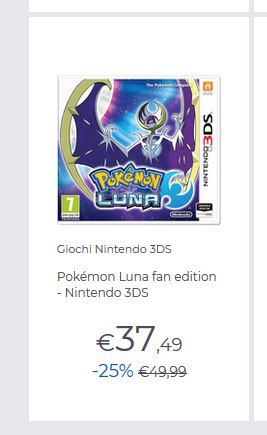 The Pokémon Company
NINTENDO 3DS
POKéMON
LUNA
7
Nintendo
Giochi Nintendo 3DS
Pokémon Luna fan edition
- Nintendo 3DS
€37,49
-25% €49,99